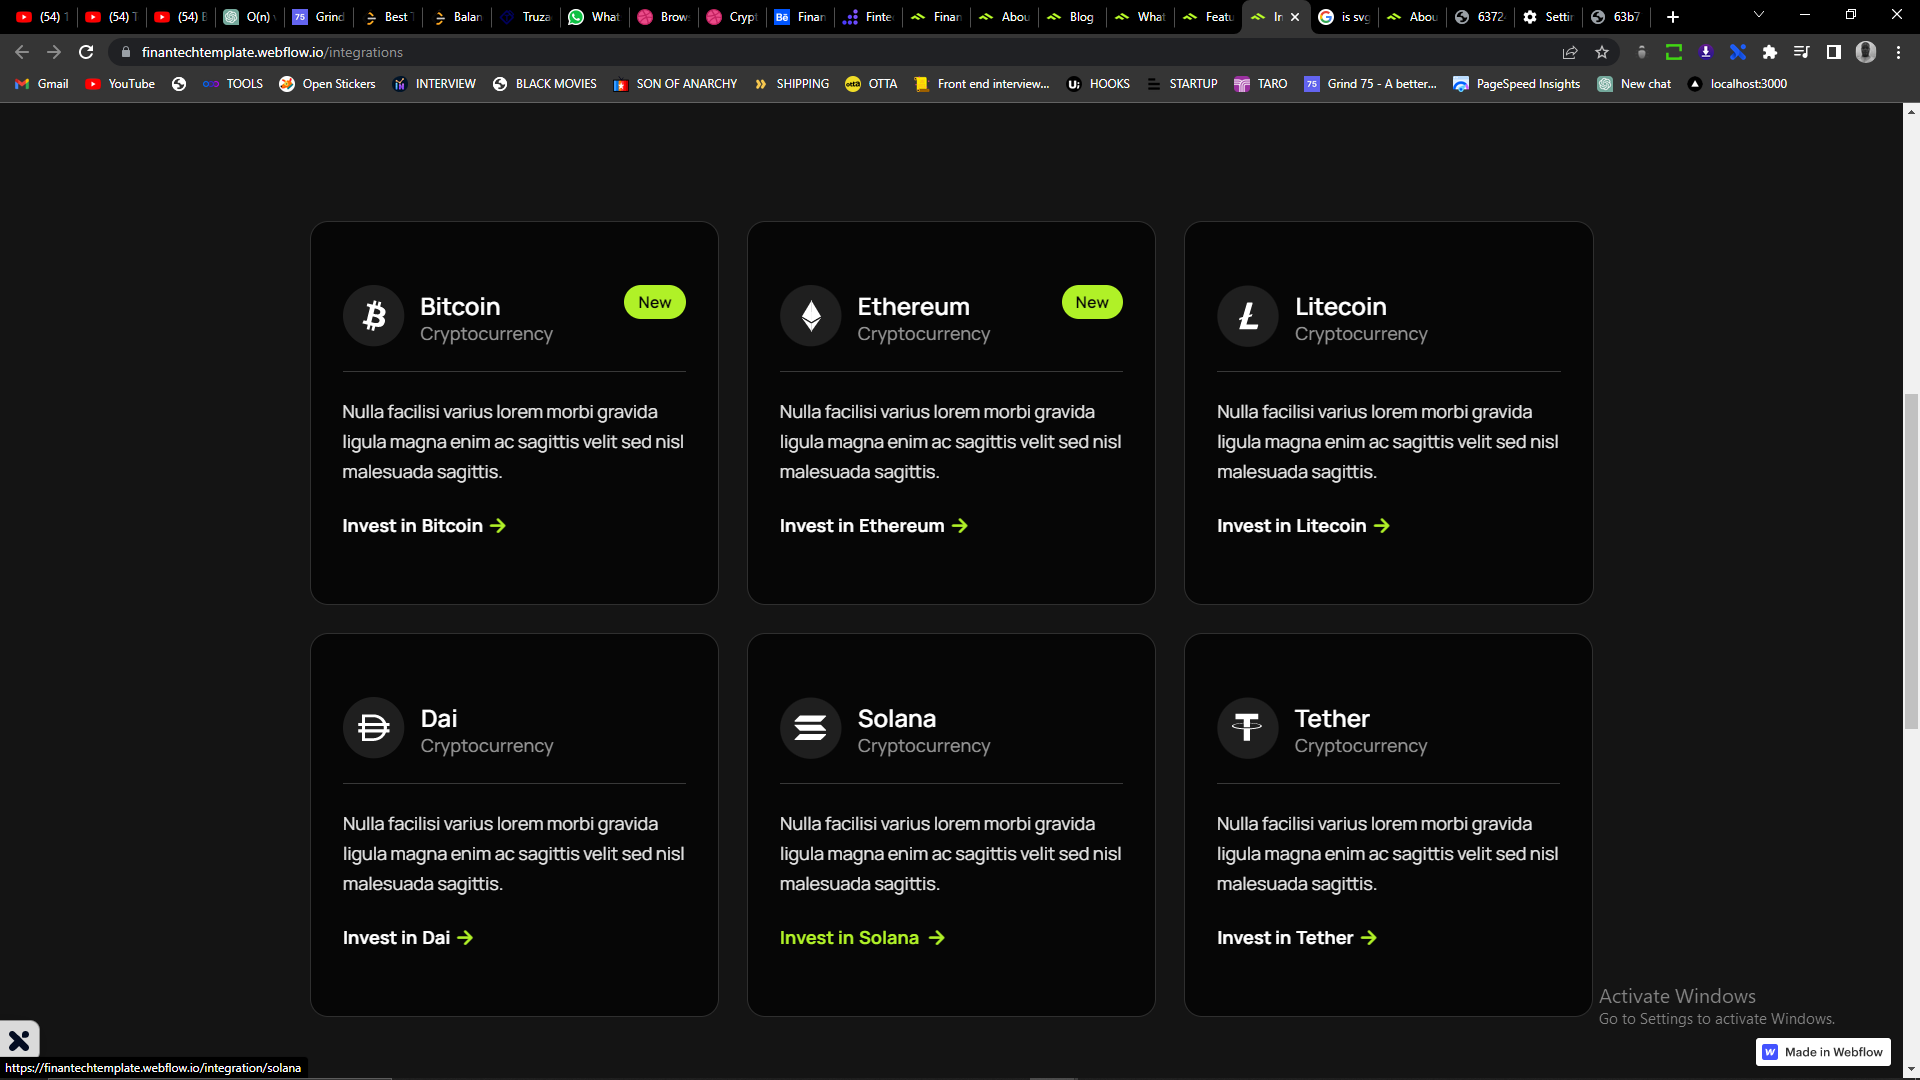 (54)
(54)
(54)
O(n)
Grind
Best
Balan
Truza
What
Brow
Crypt
Finan
Finte
Finan
Abou
Blog
What
Featu
In
is svg
Abou
6372
Settin
63b7
finantechtemplate.webflow.io/integrations
Gmail
YouTube
TOOLS
Open Stickers
INTERVIEW
BLACK MOVIES
SON OF ANARCHY
SHIPPING
OTTA
Front end interview...
HOOKS
STARTUP
TARO
Grind 75 - A better...
PageSpeed Insights
New chat
localhost:3000
Bitcoin
New
Cryptocurrency
Nulla facilisi varius lorem morbi gravida
ligula magna enim ac sagittis velit sed nisl
malesuada sagittis.
Invest in Bitcoin →
Ethereum
New
Cryptocurrency
Nulla facilisi varius lorem morbi gravida
ligula magna enim ac sagittis velit sed nisl
malesuada sagittis.
Invest in Ethereum →
Litecoin
Cryptocurrency
Nulla facilisi varius lorem morbi gravida
ligula magna enim ac sagittis velit sed nisl
malesuada sagittis.
Invest in Litecoin →
Dai
Cryptocurrency
Nulla facilisi varius lorem morbi gravida
ligula magna enim ac sagittis velit sed nisl
malesuada sagittis.
Invest in Dai →
Solana
Cryptocurrency
Nulla facilisi varius lorem morbi gravida
ligula magna enim ac sagittis velit sed nisl
malesuada sagittis.
Invest in Solana →
Tether
Cryptocurrency
Nulla facilisi varius lorem morbi gravida
ligula magna enim ac sagittis velit sed nisl
malesuada sagittis.
Invest in Tether →
Activate Windows
Go to Settings to activate Windows.
Made in Webflow
https://finantechtemplate.webflow.io/integration/solana